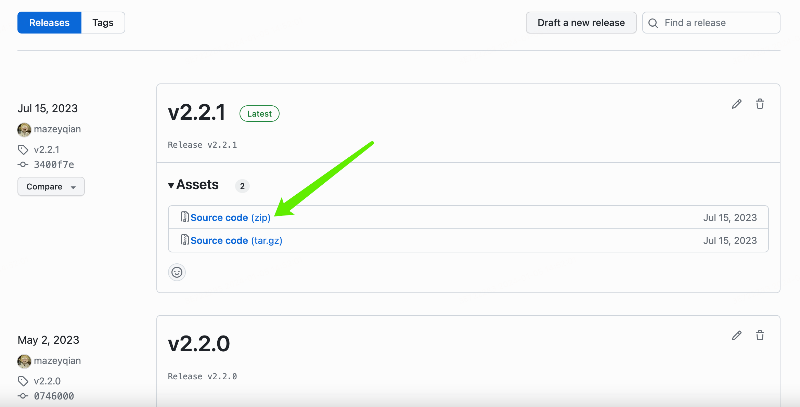 Releases Tags Draft a new release Find a release
Jul 15, 2023
mazeyqian
v2.2.1
3400f7e
Compare
v2.2.1 Latest
Release v2.2.1
Assets 2
Source code (zip) Jul 15, 2023
Source code (tar.gz) Jul 15, 2023
May 2, 2023
mazeyqian
v2.2.0
0746000
v2.2.0
Release v2.2.0